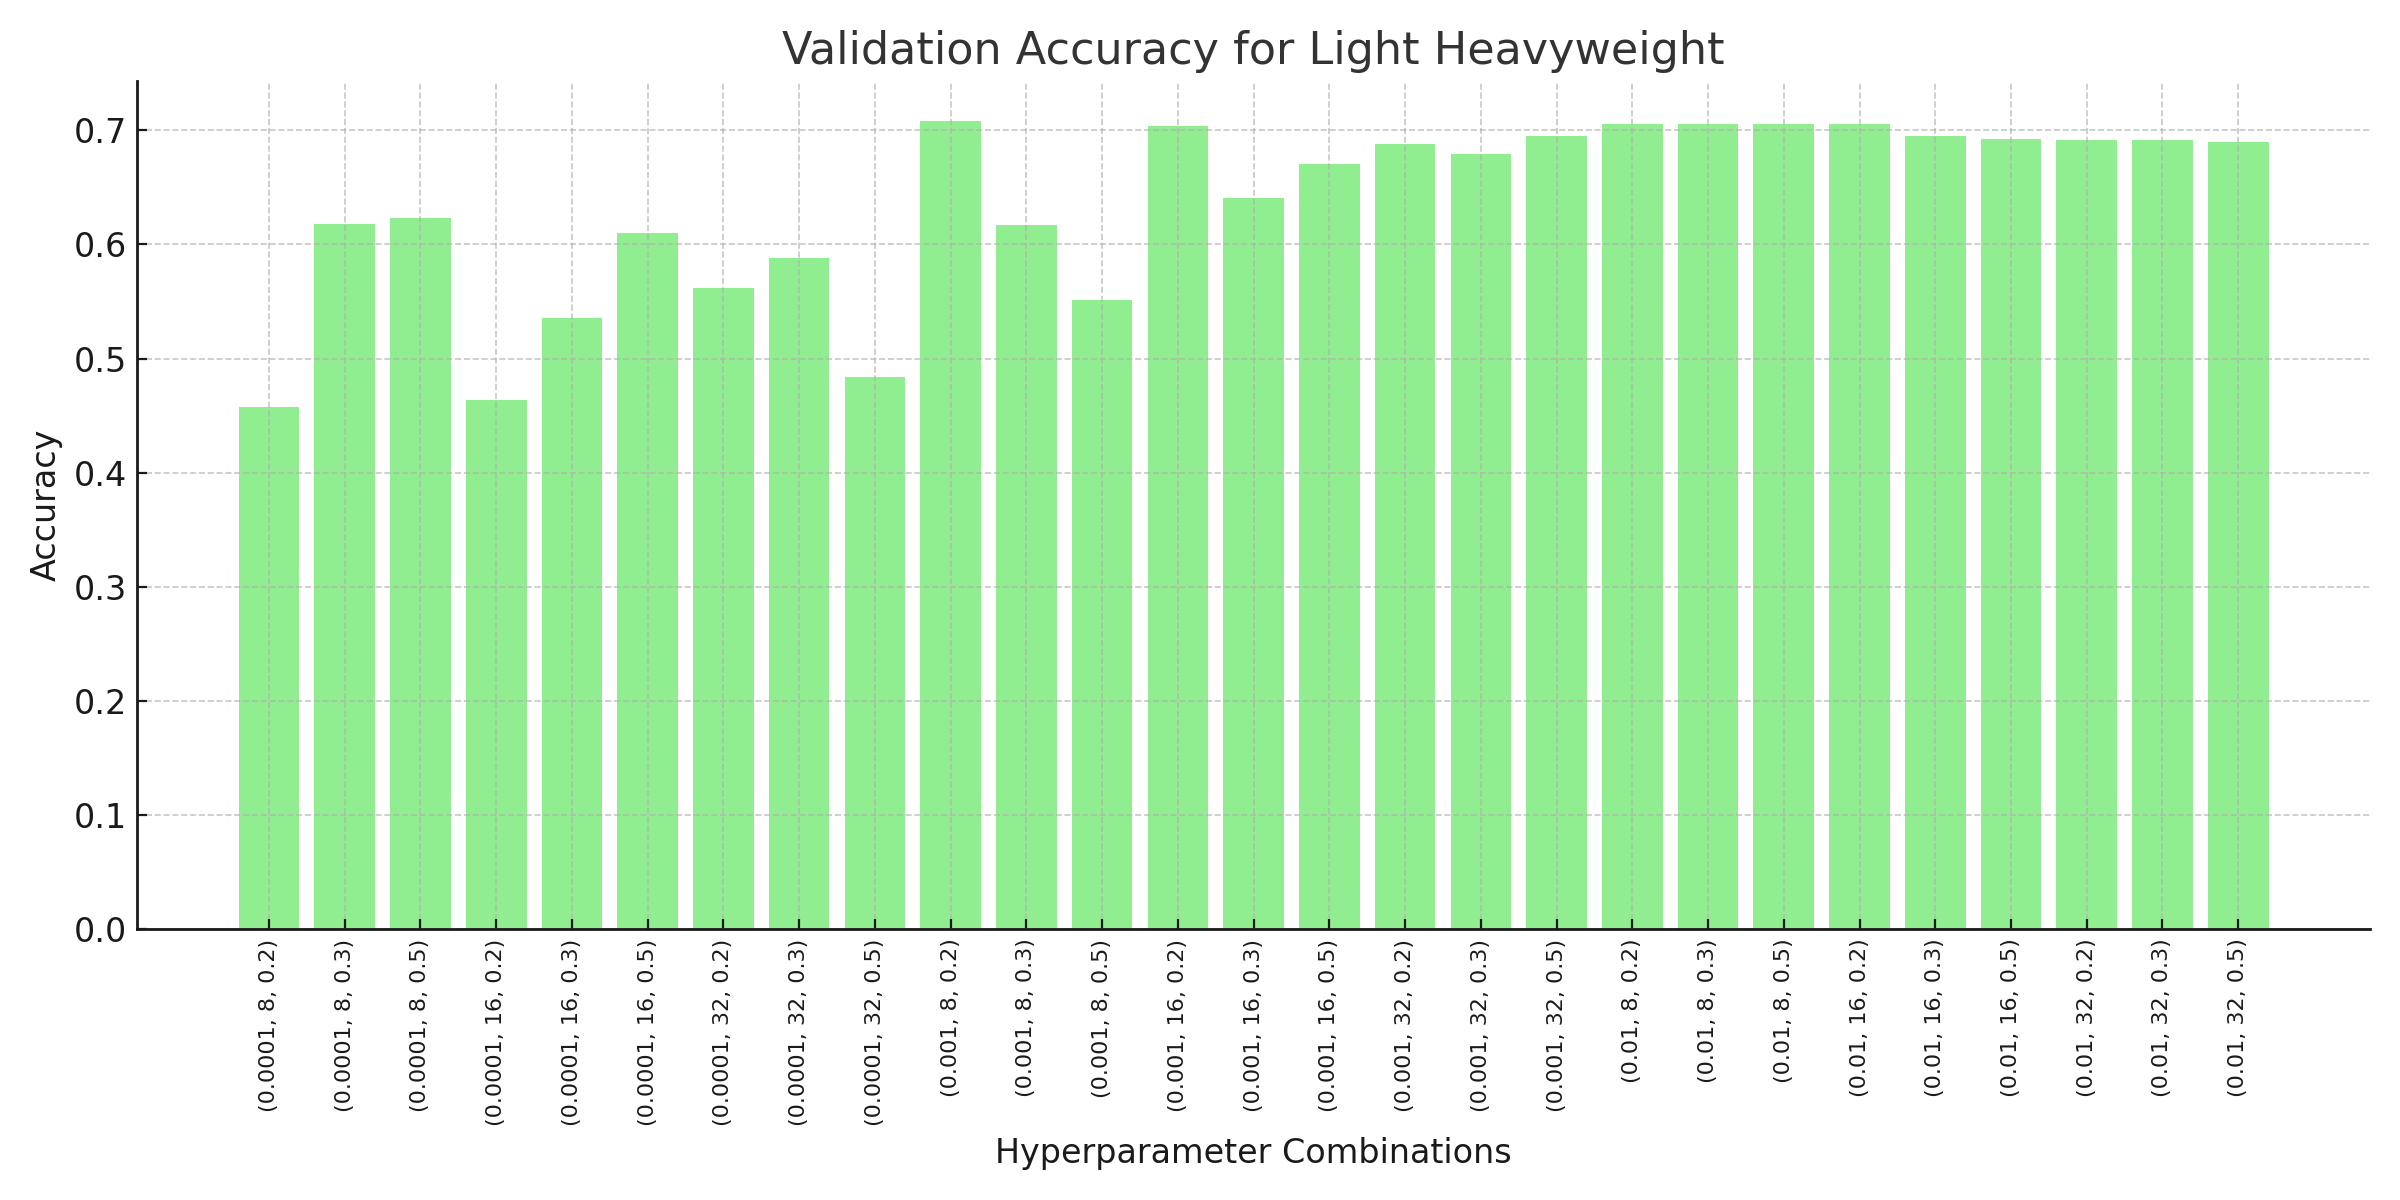 Validation Accuracy for Light Heavyweight
Accuracy
0.7
0.6
0.5
0.4
0.3
0.2
0.1
0.0
(0.0001, 8, 0.2)
(0.0001, 8, 0.3)
(0.0001, 8, 0.5)
(0.0001, 16, 0.2)
(0.0001, 16, 0.3)
(0.0001, 16, 0.5)
(0.0001, 32, 0.2)
(0.0001, 32, 0.3)
(0.0001, 32, 0.5)
(0.001, 8, 0.2)
(0.001, 8, 0.3)
(0.001, 8, 0.5)
(0.001, 16, 0.2)
(0.001, 16, 0.3)
(0.001, 16, 0.5)
(0.001, 32, 0.2)
(0.001, 32, 0.3)
(0.001, 32, 0.5)
(0.01, 8, 0.2)
(0.01, 8, 0.3)
(0.01, 8, 0.5)
(0.01, 16, 0.2)
(0.01, 16, 0.3)
(0.01, 16, 0.5)
(0.01, 32, 0.2)
(0.01, 32, 0.3)
(0.01, 32, 0.5)
Hyperparameter Combinations